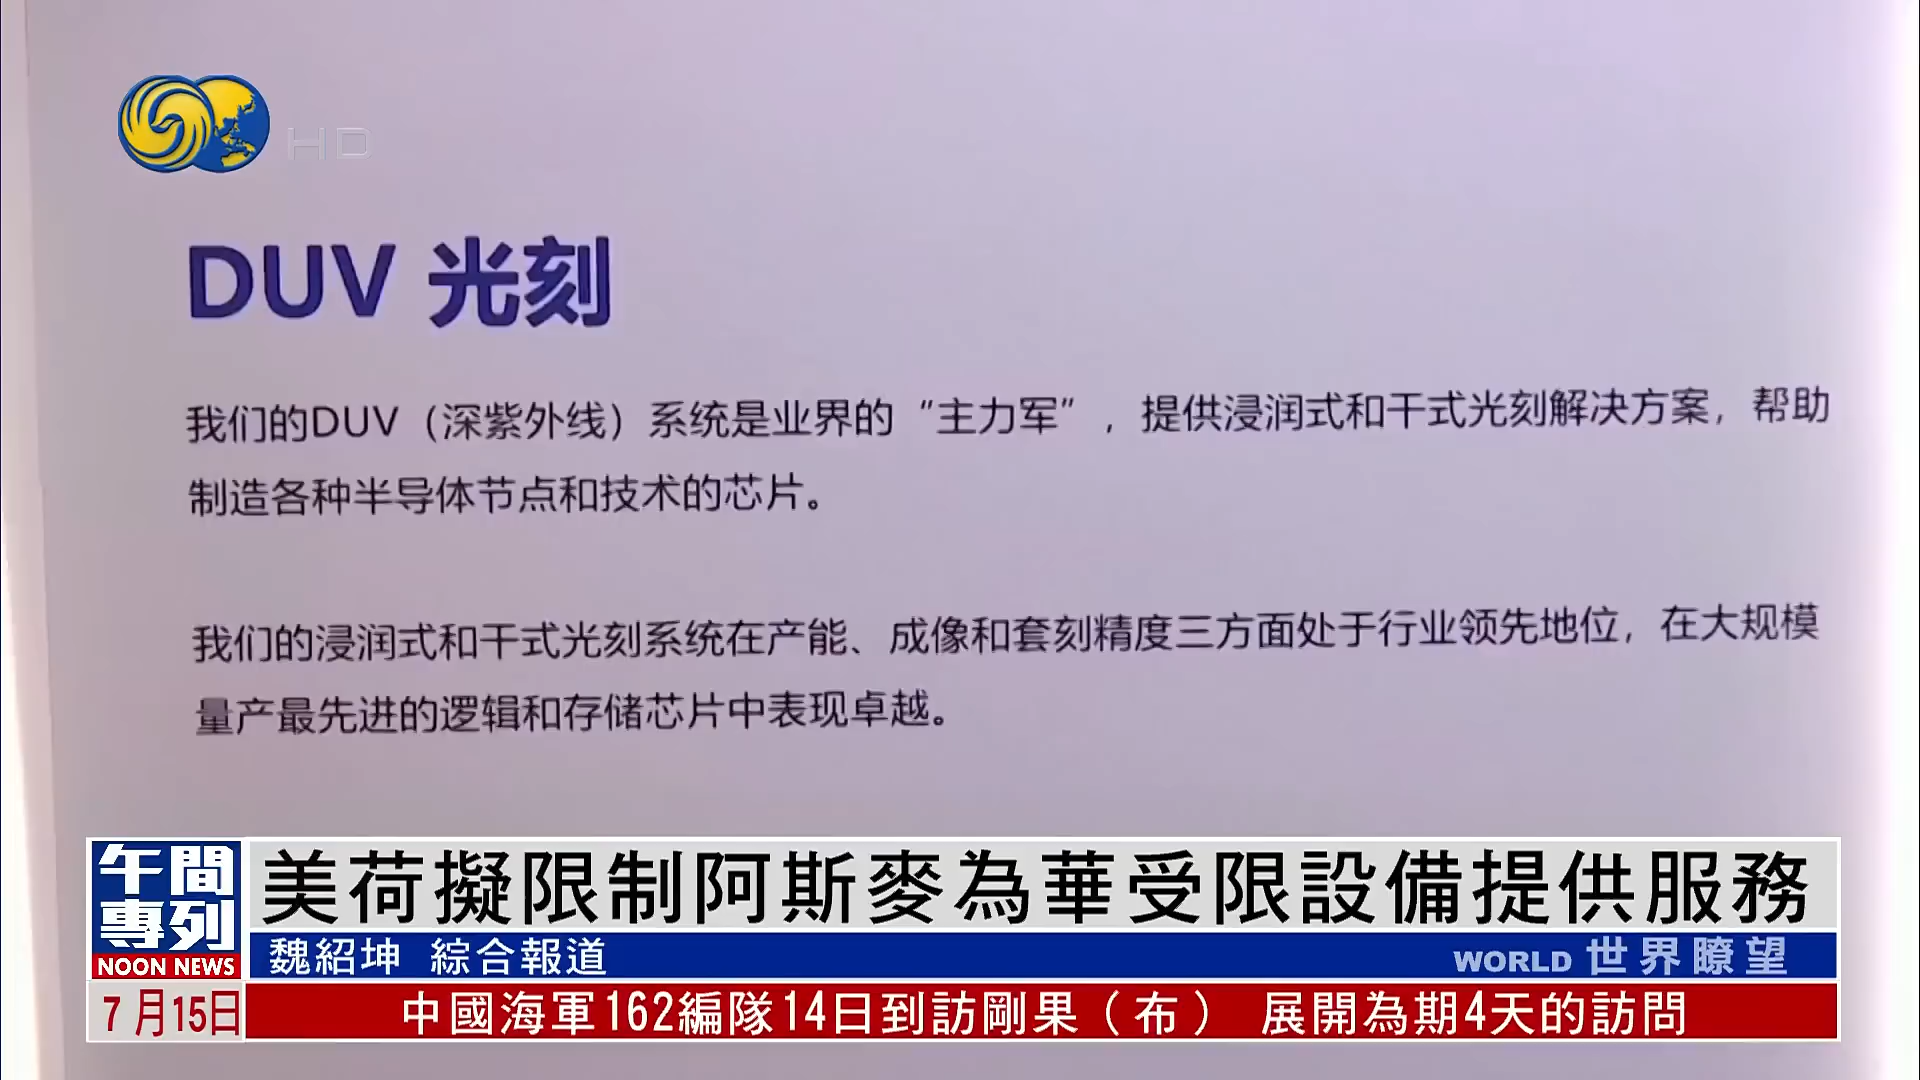 HD
DUV 光刻
我们的DUV（深紫外线）系统是业界的“主力军”，提供浸润式和干式光刻解决方案，帮助
制造各种半导体节点和技术的芯片。
我们的浸润式和干式光刻系统在产能、成像和套刻精度三方面处于行业领先地位，在大规模
量产最先进的逻辑和存储芯片中表现卓越。
午間
專列
NOON NEWS
美荷擬限制阿斯麥為華受限設備提供服務
魏紹坤 綜合報道
WORLD 世界瞭望
7月15日
中國海軍162編隊14日到訪剛果（布） 展開為期4天的訪問